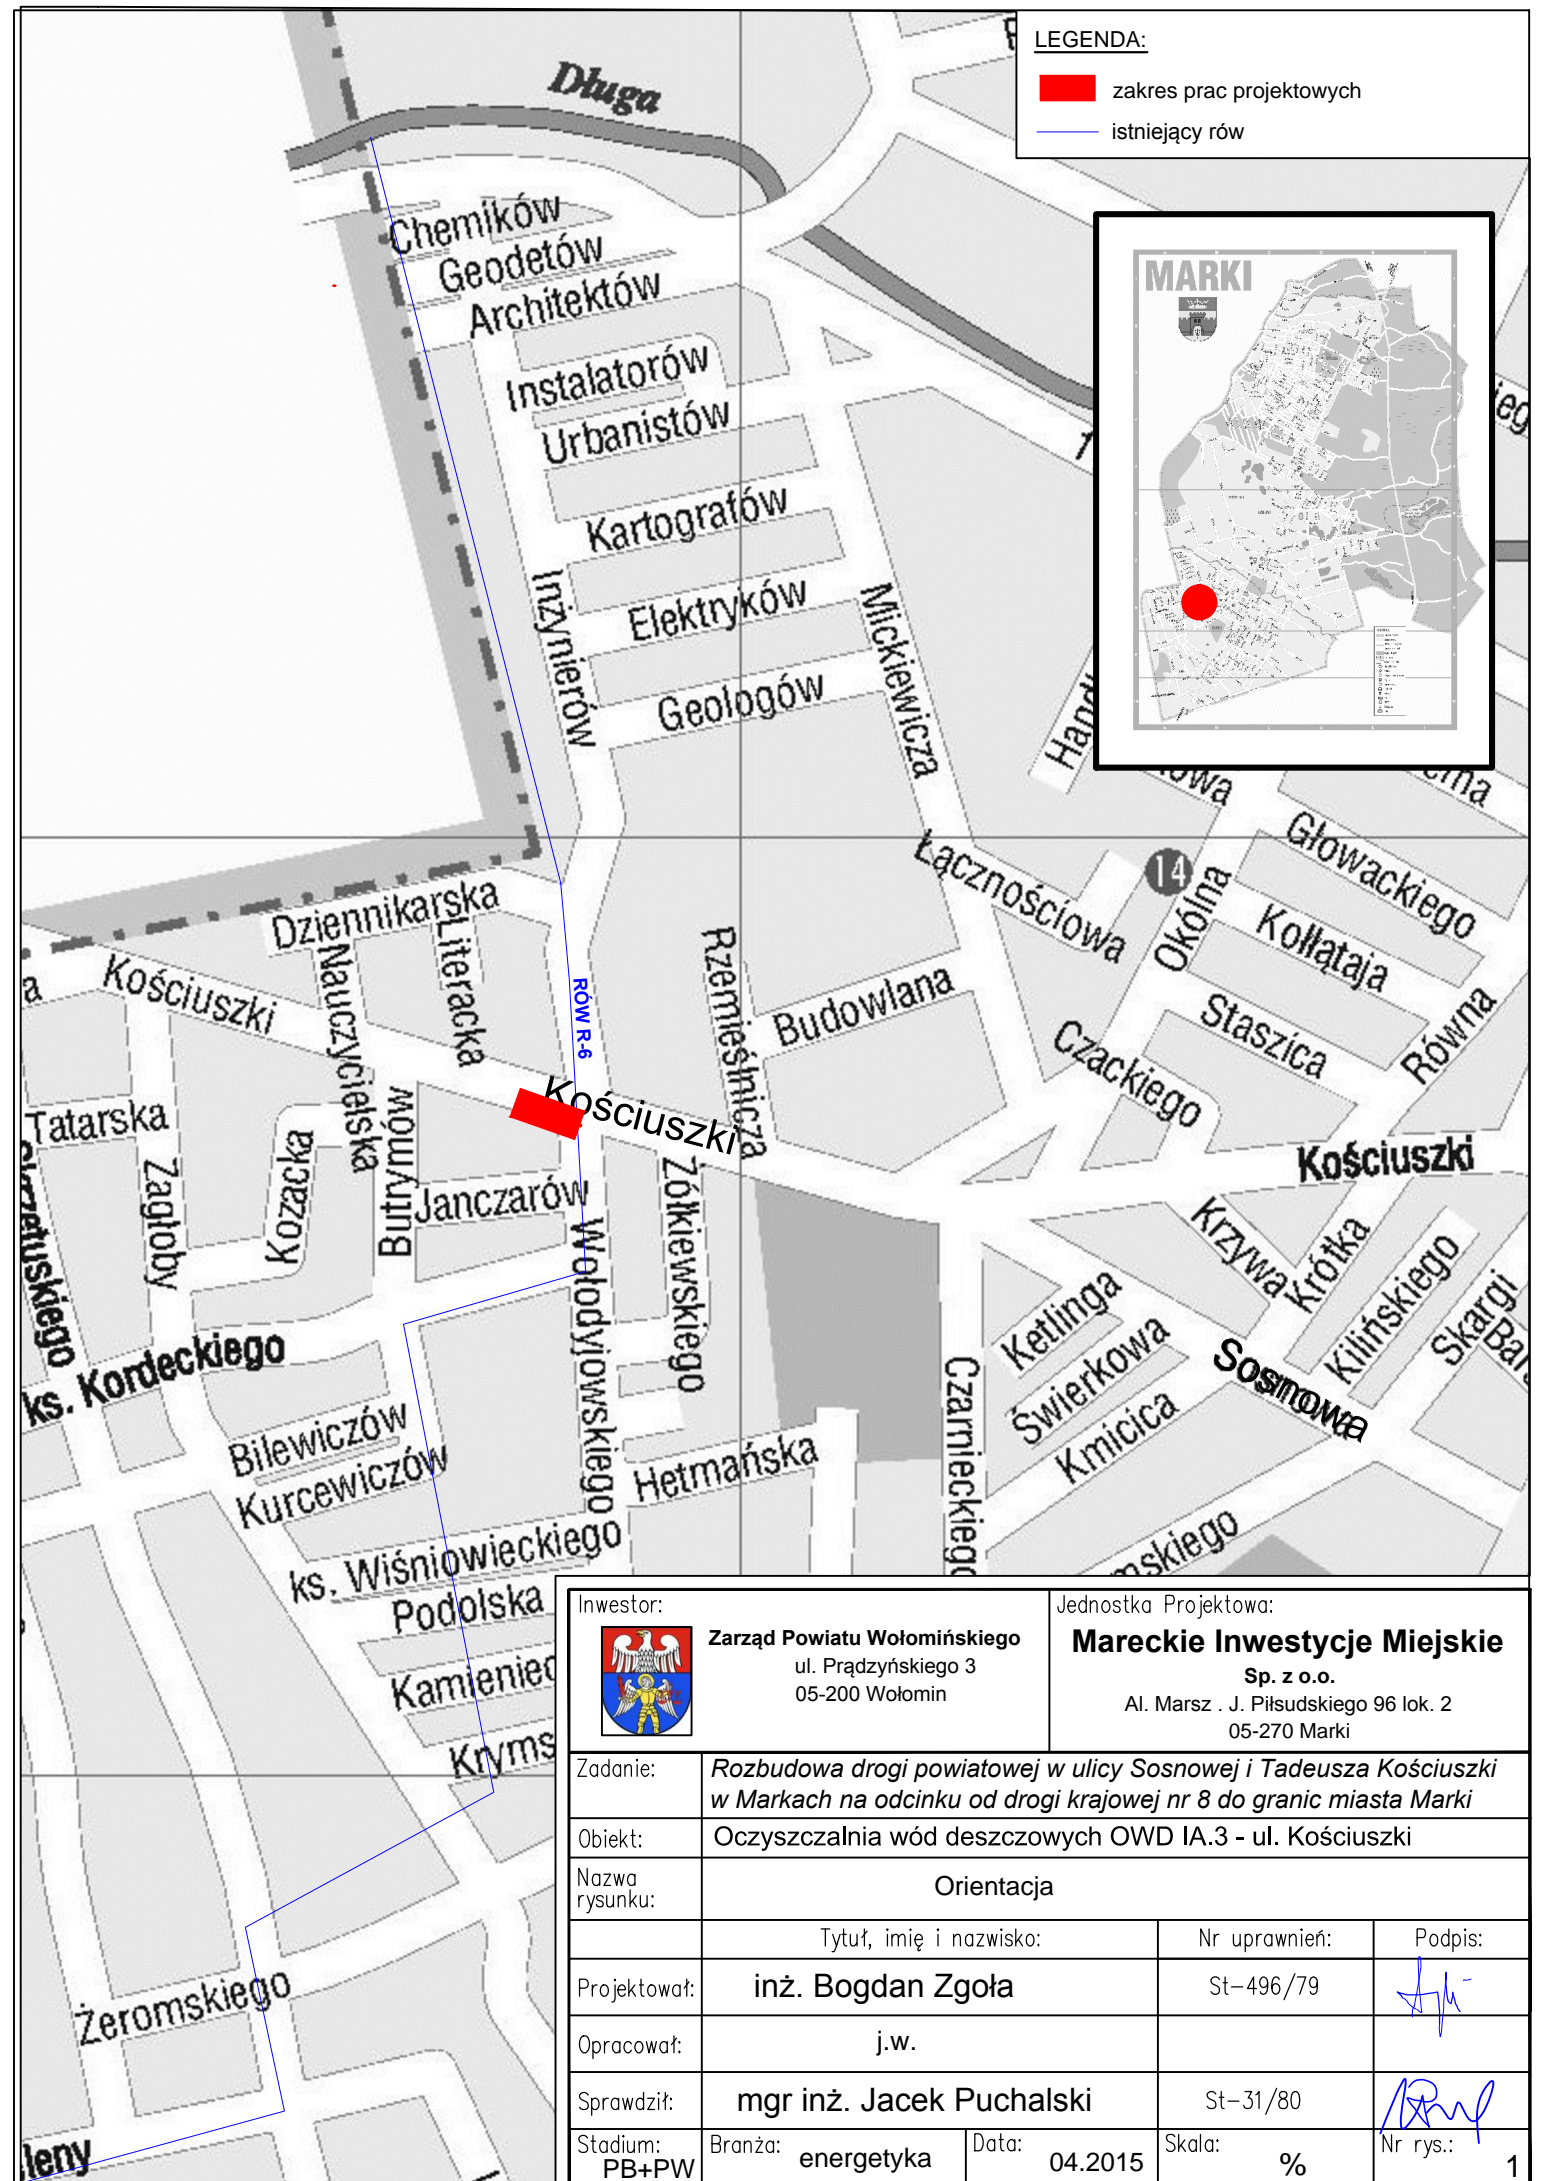 LEGENDA:
zakres prac projektowych
istniejący rów
Długa
MARKI
Chemików
Geodetów
Architektów
Instalatorów
Urbanistów
Kartografów
Elektryków
Geologów
Inżynierów
Mickiewicza
Łącznościowa
14
Okólna
Głowackiego
Kołłątaja
Staszica
Równa
Czackiego
Dziennikarska
Literacka
Nauczycielska
Kościuszki
RÓW R-6
Rzemieślnicza
Budowlana
Kościuszki
Kościuszki
Tatarska
Zagłoby
Kozacka
Butrymów
Janczarów
Wołodyjowskiego
Żółkiewskiego
Krzywa
Krótka
Kilińskiego
Skargi
Ketlinga
Świerkowa
Kmicica
Sosnowa
Czarnieckiego
ks. Kordeckiego
Bilewiczów
Kurcewiczów
Hetmańska
ks. Wiśniowieckiego
Podolska
Kamieniec
Kryms
mskiego
Żeromskiego
leny
Inwestor:
Zarząd Powiatu Wołomińskiego
ul. Prądzyńskiego 3
05-200 Wołomin
Jednostka Projektowa:
Mareckie Inwestycje Miejskie
Sp. z o.o.
Al. Marsz . J. Piłsudskiego 96 lok. 2
05-270 Marki
Zadanie:
Rozbudowa drogi powiatowej w ulicy Sosnowej i Tadeusza Kościuszki
w Markach na odcinku od drogi krajowej nr 8 do granic miasta Marki
Obiekt:
Oczyszczalnia wód deszczowych OWD IA.3 - ul. Kościuszki
Nazwa
rysunku:
Orientacja
Tytuł, imię i nazwisko: Nr uprawnień: Podpis:
Projektował: inż. Bogdan Zgoła St-496/79
Opracował: j.w.
Sprawdził: mgr inż. Jacek Puchalski St-31/80
Stadium: PB+PW Branża: energetyka Data: 04.2015 Skala: % Nr rys.: 1